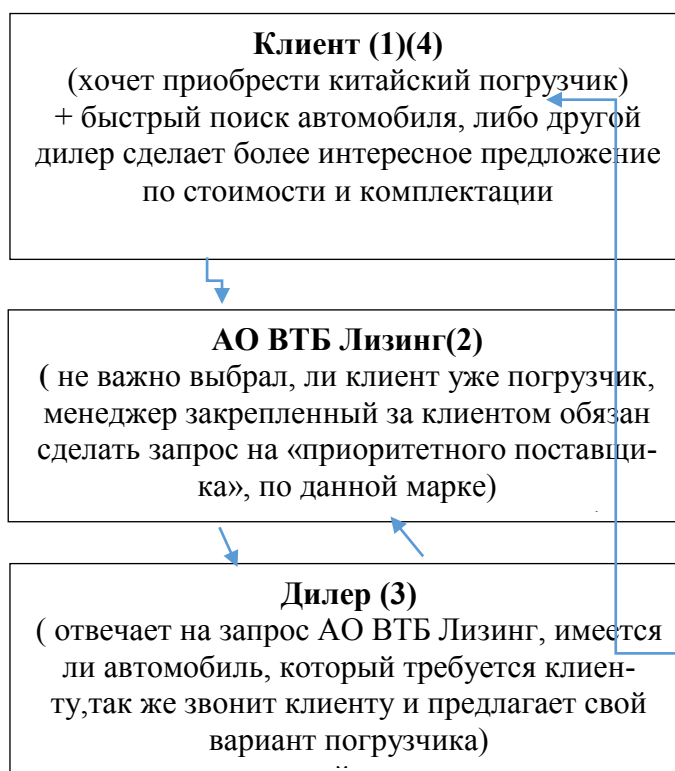 Клиент (1)(4)
(хочет приобрести китайский погрузчик)
+ быстрый поиск автомобиля, либо другой
дилер сделает более интересное предложение
по стоимости и комплектации
АО ВТБ Лизинг(2)
( не важно выбрал, ли клиент уже погрузчик,
менеджер закрепленный за клиентом обязан
сделать запрос на «приоритетного поставщи-
ка», по данной марке)
Дилер (3)
( отвечает на запрос АО ВТБ Лизинг, имеется
ли автомобиль, который требуется клиен-
ту,так же звонит клиенту и предлагает свой
вариант погрузчика)